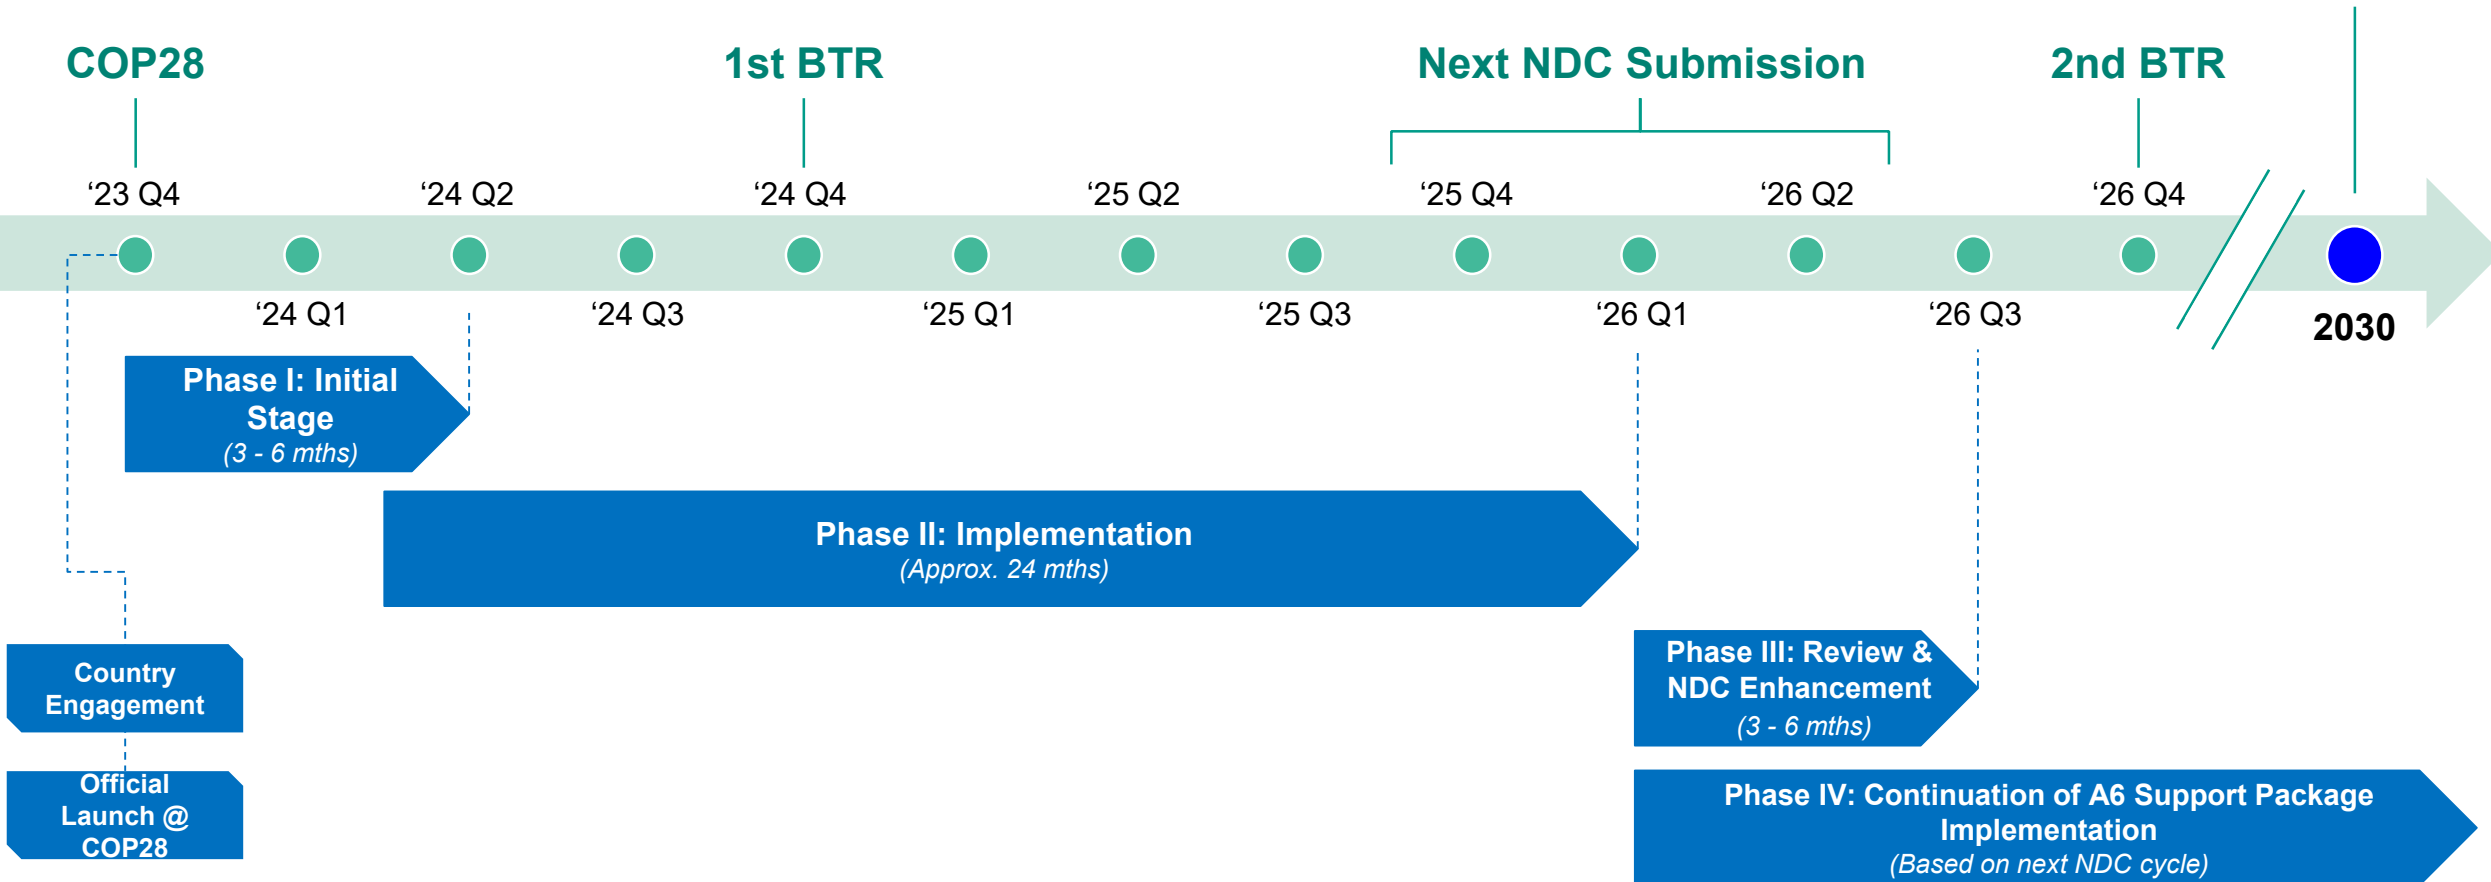 COP28
1st BTR
Next NDC Submission
2nd BTR
‘23 Q4
‘24 Q2
‘24 Q4
‘25 Q2
‘25 Q4
‘26 Q2
‘26 Q4
‘24 Q1
‘24 Q3
‘25 Q1
‘25 Q3
‘26 Q1
‘26 Q3
2030
Phase I: Initial
Stage
(3 - 6 mths)
Phase II: Implementation
(Approx. 24 mths)
Country
Engagement
Phase III: Review &
NDC Enhancement
(3 - 6 mths)
Official
Launch @
COP28
Phase IV: Continuation of A6 Support Package
Implementation
(Based on next NDC cycle)